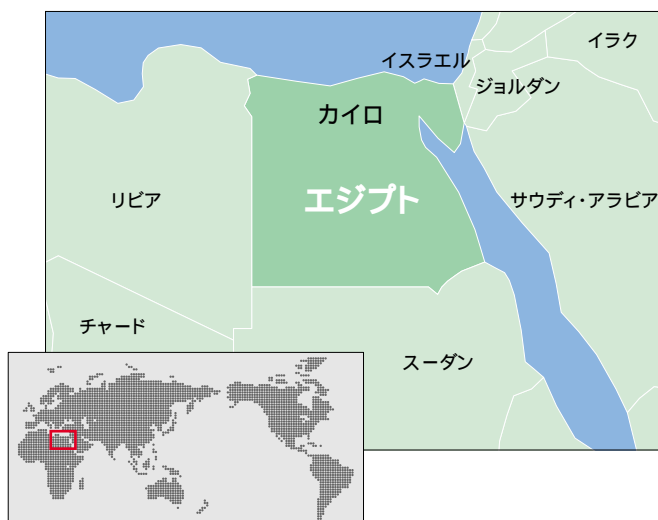 イラク
イスラエル
ジョルダン
カイロ
リビア
エジプト
サウディ・アラビア
チャード
スーダン